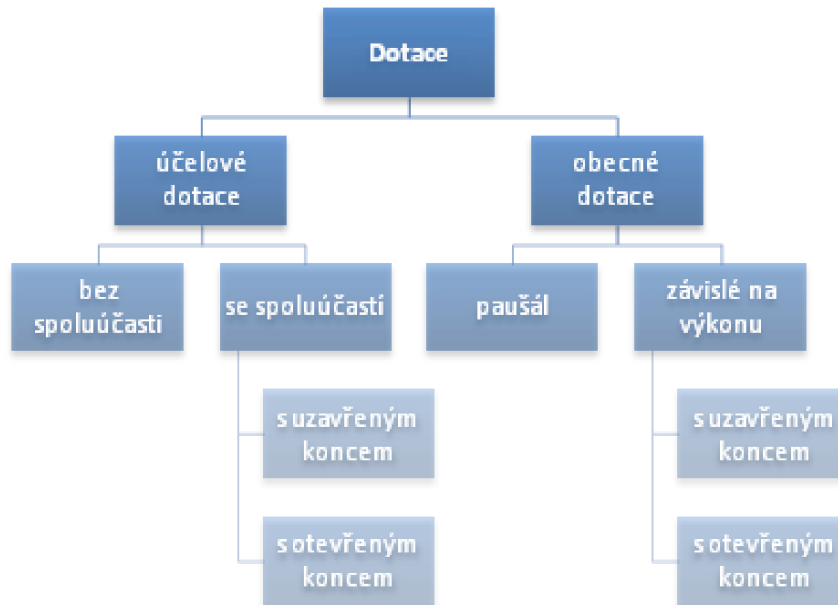 Dotace
účelové
dotace
obecné
dotace
bez
spoluúčasti
se spoluúčastí
paušál
závislé na
výkonu
s uzavřeným
koncem
s uzavřeným
koncem
s otevřeným
koncem
s otevřeným
koncem